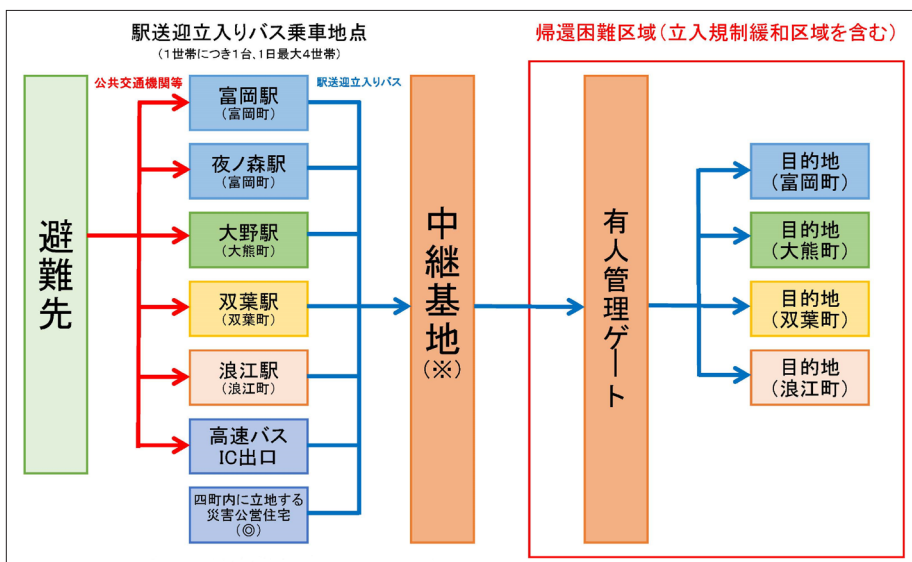 駅送迎立入りバス乗車地点
(1世帯につき1台、1日最大4世帯)
帰還困難区域(立入規制緩和区域を含む)
公共交通機関等
駅送迎立入りバス
避難先
富岡駅
(富岡町)
夜ノ森駅
(富岡町)
大野駅
(大熊町)
双葉駅
(双葉町)
浪江駅
(浪江町)
高速バス
IC出口
四町内に立地する
災害公営住宅
(◎)
中継基地
(※)
有人管理ゲート
目的地
(富岡町)
目的地
(大熊町)
目的地
(双葉町)
目的地
(浪江町)